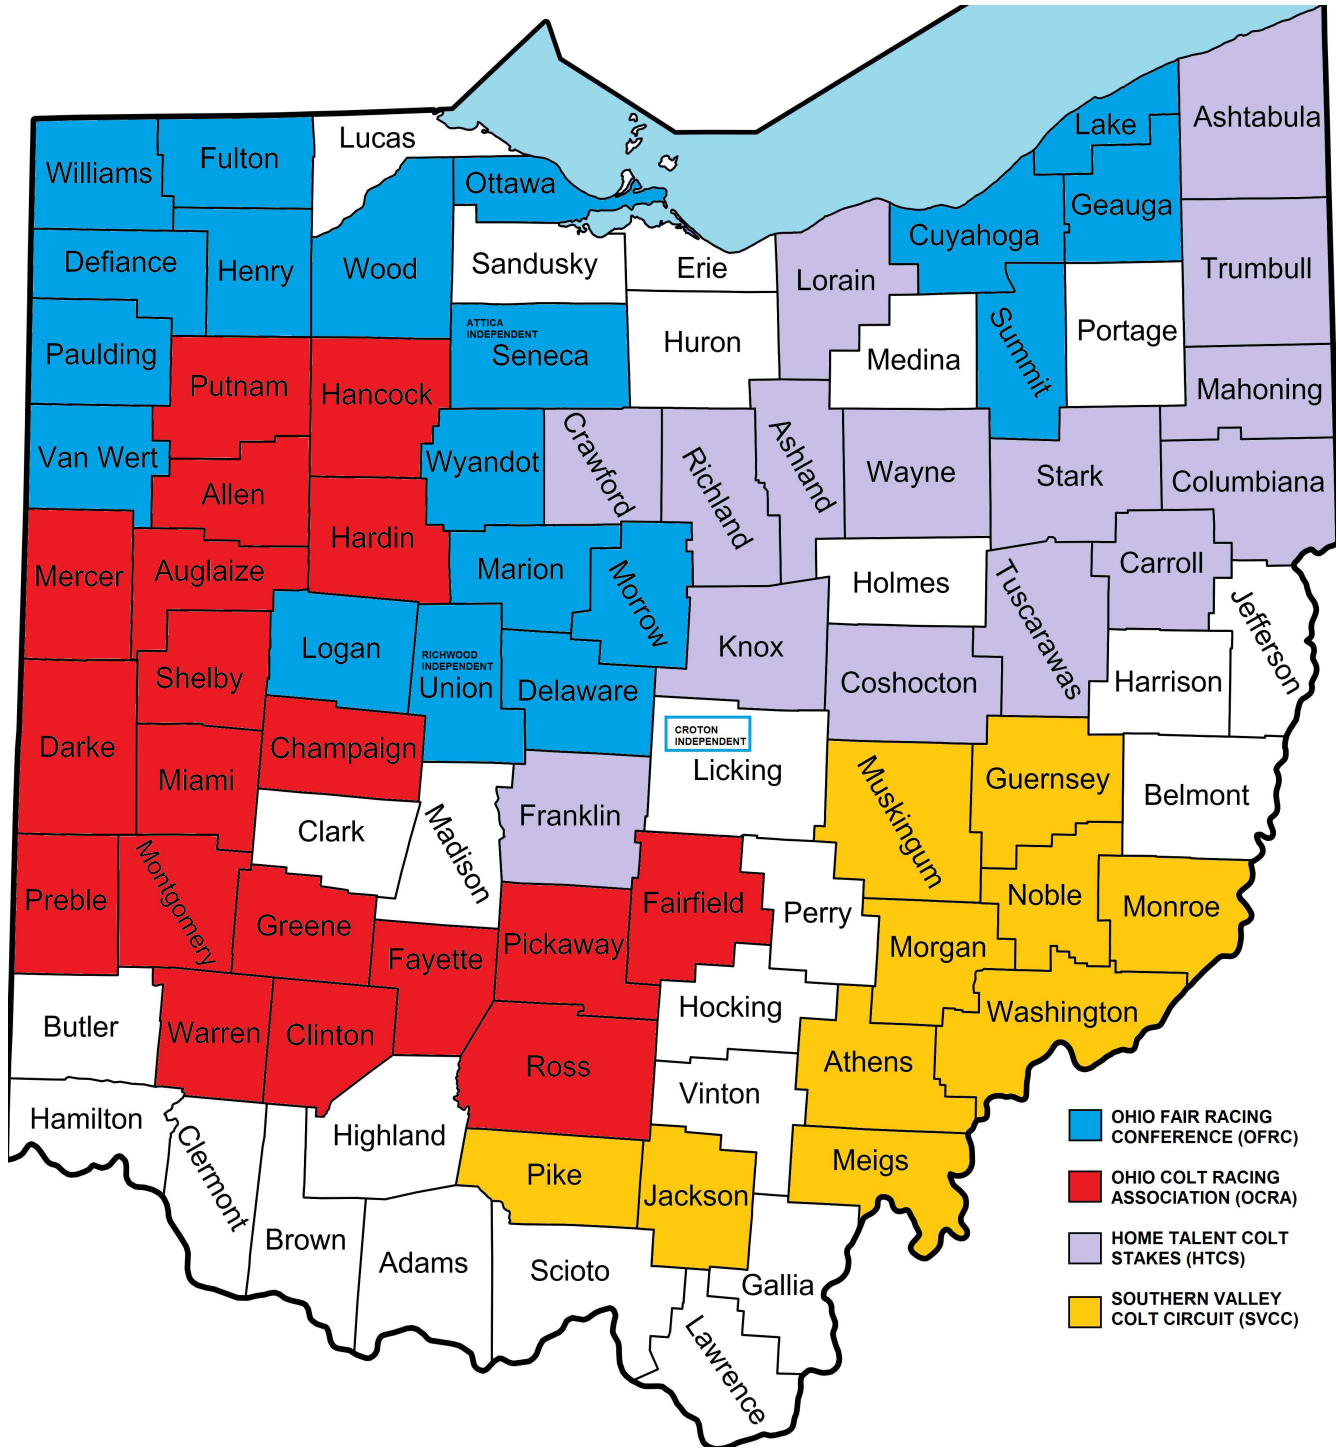 Lucas
Lake
Ashtabula
Williams
Fulton
Ottawa
Geauga
Cuyahoga
Defiance
Henry
Wood
Sandusky
Erie
Lorain
Trumbull
ATTICA
INDEPENDENT
Seneca
Huron
Medina
Summit
Portage
Paulding
Putnam
Hancock
Mahoning
Van Wert
Allen
Wyandot
Crawford
Richland
Ashland
Wayne
Stark
Columbiana
Mercer
Auglaize
Hardin
Marion
Morrow
Holmes
Tuscarawas
Carroll
Jefferson
Logan
RICHWOOD
INDEPENDENT
Union
Delaware
Knox
Coshocton
Harrison
Shelby
Darke
Miami
Champaign
CROTON
INDEPENDENT
Licking
Muskingum
Guernsey
Belmont
Clark
Madison
Franklin
Preble
Montgomery
Greene
Fayette
Pickaway
Fairfield
Perry
Morgan
Noble
Monroe
Butler
Warren
Clinton
Ross
Hocking
Athens
Washington
Hamilton
Clermont
Highland
Vinton
Pike
Jackson
Meigs
Brown
Adams
Scioto
Gallia
Lawrence
OHIO FAIR RACING
CONFERENCE (OFRC)
OHIO COLT RACING
ASSOCIATION (OCRA)
HOME TALENT COLT
STAKES (HTCS)
SOUTHERN VALLEY
COLT CIRCUIT (SVCC)